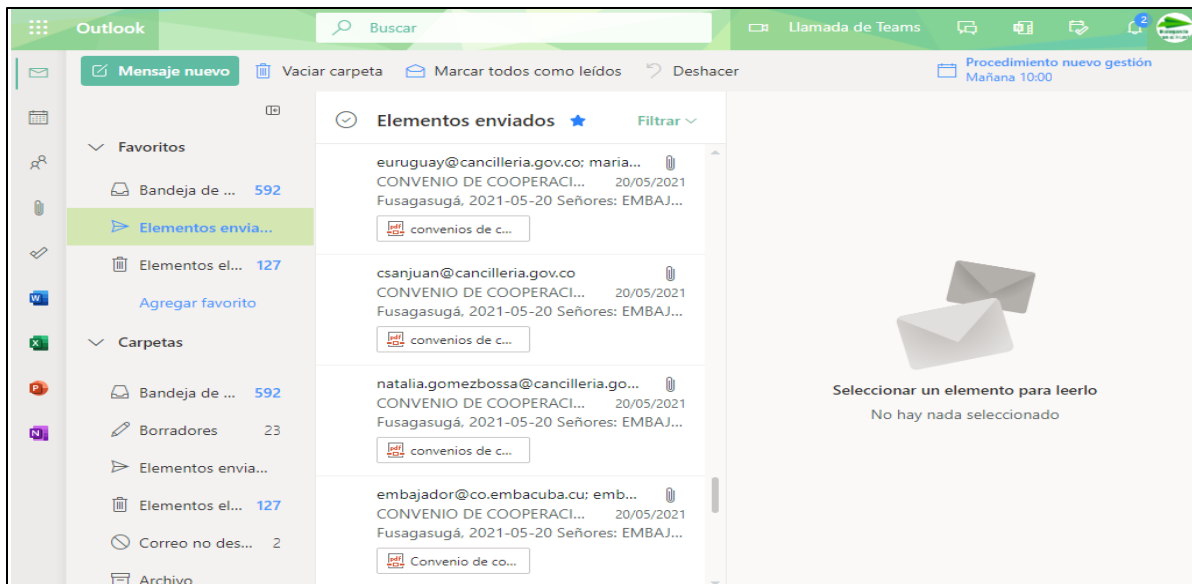 Outlook
Buscar
Llamada de Teams
2
Mensaje nuevo
Vaciar carpeta
Marcar todos como leídos
Deshacer
Procedimiento nuevo gestión
Mañana 10:00
Favoritos
Bandeja de ... 592
Elementos envia...
Elementos el... 127
Agregar favorito
Carpetas
Bandeja de ... 592
Borradores 23
Elementos envia...
Elementos el... 127
Correo no des... 2
Archivo
Elementos enviados
Filtrar
euruguay@cancilleria.gov.co; maria...
CONVENIO DE COOPERACI... 20/05/2021
Fusagasugá, 2021-05-20 Señores: EMBAJ...
pdf convenios de c...
csanjuan@cancilleria.gov.co
CONVENIO DE COOPERACI... 20/05/2021
Fusagasugá, 2021-05-20 Señores: EMBAJ...
pdf convenios de c...
natalia.gomezbossa@cancilleria.go...
CONVENIO DE COOPERACI... 20/05/2021
Fusagasugá, 2021-05-20 Señores: EMBAJ...
pdf convenios de c...
embajador@co.embacuba.cu; emb...
CONVENIO DE COOPERACI... 20/05/2021
Fusagasugá, 2021-05-20 Señores: EMBAJ...
pdf Convenio de co...
Seleccionar un elemento para leerlo
No hay nada seleccionado